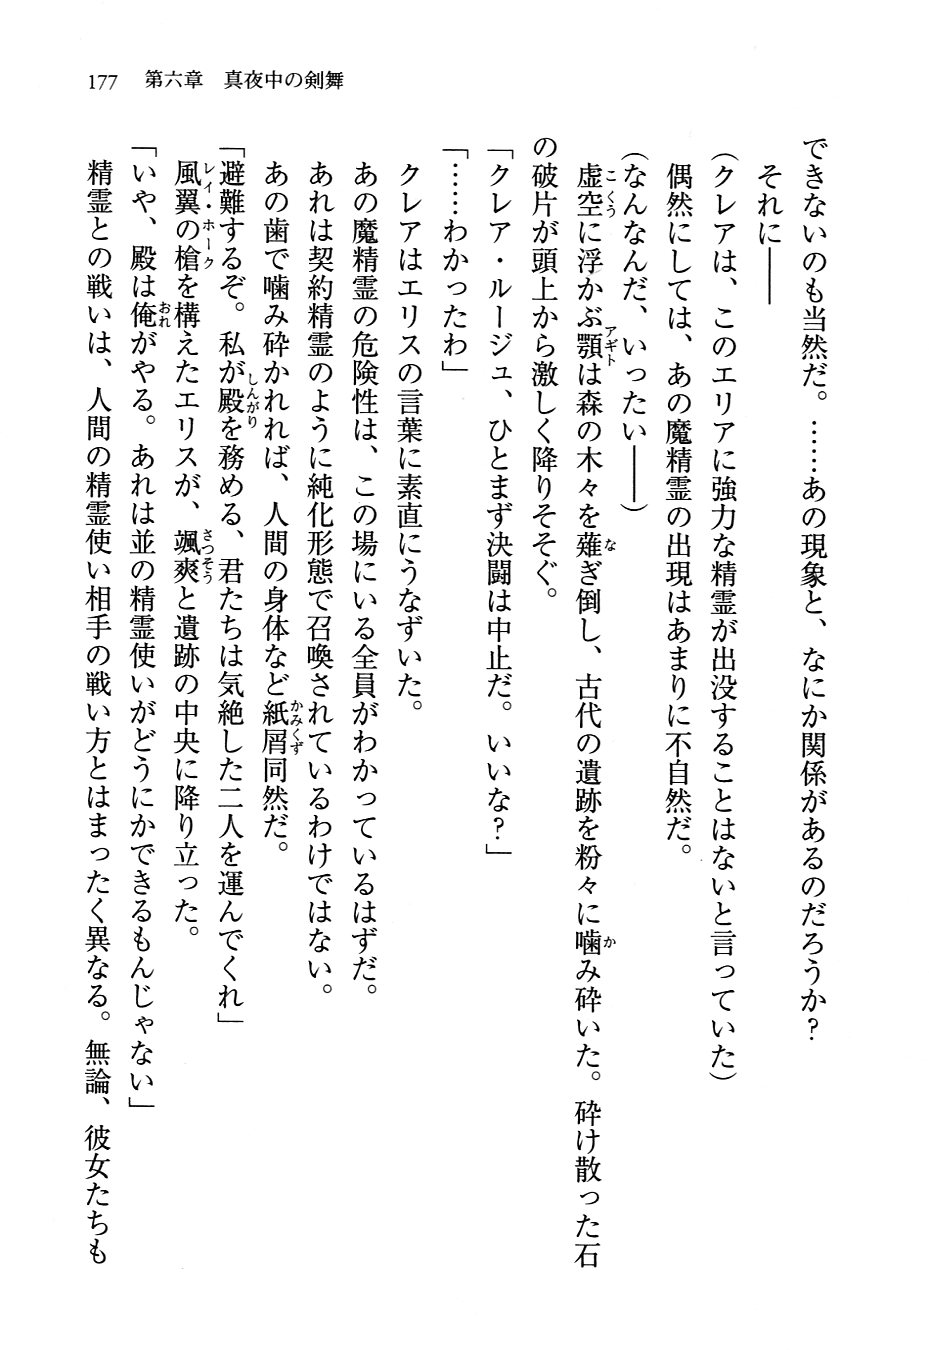 177　第六章　真夜中の剣舞
できないのも当然だ。……あの現象と、なにか関係があるのだろうか？
それに――
（クレアは、このエリアに強力な精霊が出没することはないと言っていた）
偶然にしては、あの魔精霊の出現はあまりに不自然だ。
（なんなんだ、いったい――）
虚空に浮かぶ顎は森の木々を薙ぎ倒し、古代の遺跡を粉々に噛み砕いた。砕け散った石
の破片が頭上から激しく降りそそぐ。
「クレア・ルージュ、ひとまず決闘は中止だ。いいな？」
「……わかったわ」
クレアはエリスの言葉に素直にうなずいた。
あの魔精霊の危険性は、この場にいる全員がわかっているはずだ。
あれは契約精霊のように純化形態で召喚されているわけではない。
あの歯で噛み砕かれれば、人間の身体など紙屑同然だ。
「避難するぞ。私が殿を務める、君たちは気絶した二人を運んでくれ」
風翼の槍を構えたエリスが、颯爽と遺跡の中央に降り立った。
「いや、殿は俺がやる。あれは並の精霊使いがどうにかできるもんじゃない」
精霊との戦いは、人間の精霊使い相手の戦い方とはまったく異なる。無論、彼女たちも